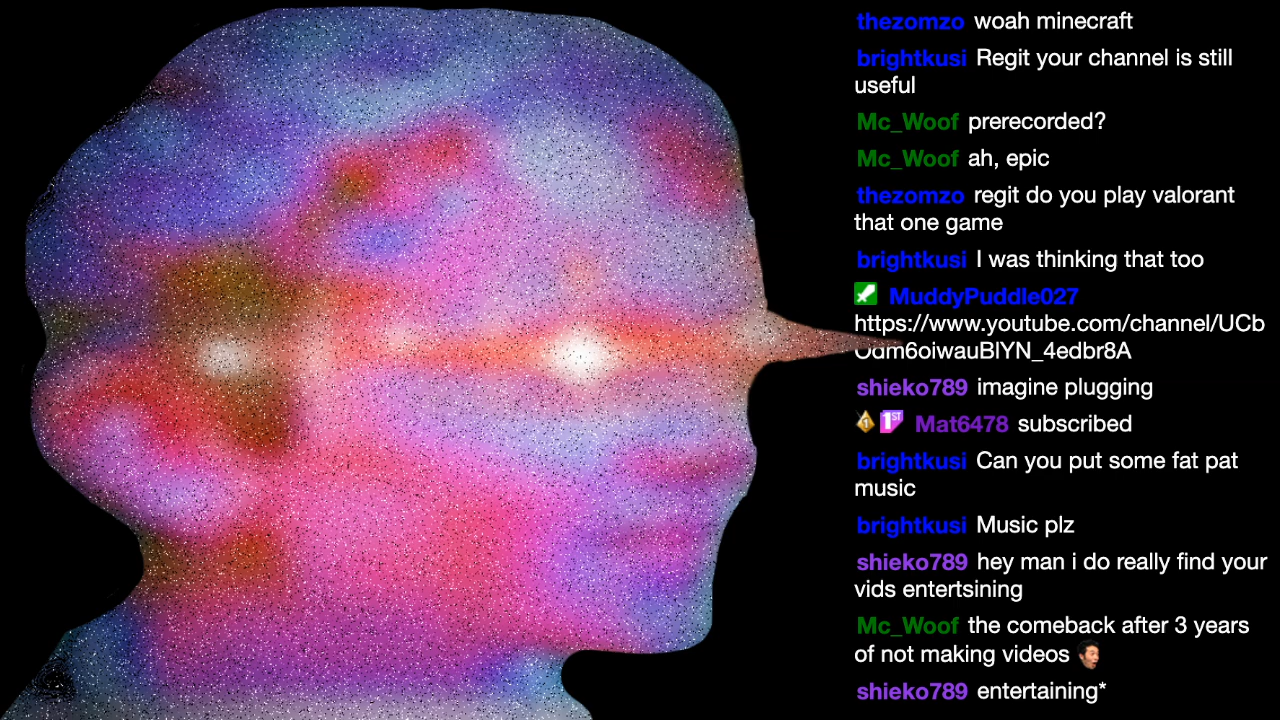 thezomzo woah minecraft
brightkusi Regit your channel is still
useful
Mc_Woof prerecorded?
Mc_Woof ah, epic
thezomzo regit do you play valorant
that one game
brightkusi I was thinking that too
MuddyPuddle027
https://www.youtube.com/channel/UCb
Odm6oiwauBlYN_4edbr8A
shieko789 imagine plugging
1 1ST Mat6478 subscribed
brightkusi Can you put some fat pat
music
brightkusi Music plz
shieko789 hey man i do really find your
vids entertsining
Mc_Woof the comeback after 3 years
of not making videos
shieko789 entertaining*